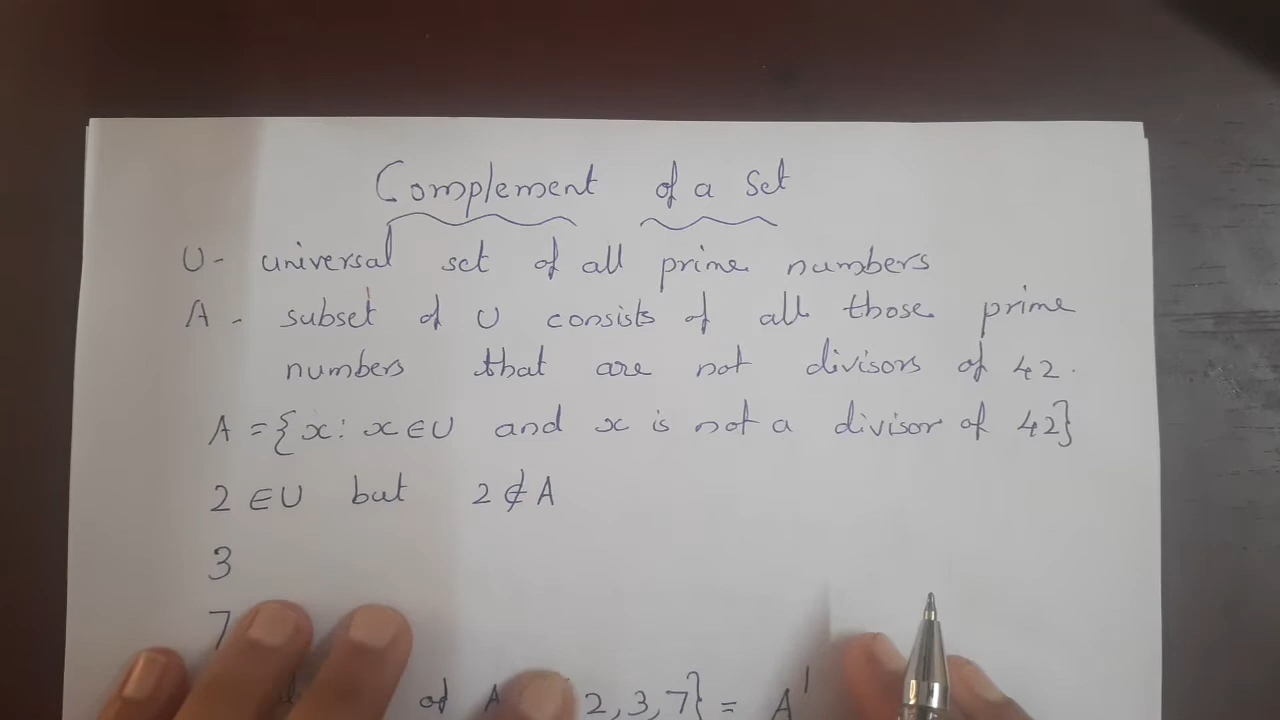 Complement of a Set
U - universal set of all prime numbers
A - subset of U consists of all those prime
numbers that are not divisors of 42.
A = {x : x ∈ U and x is not a divisor of 42}
2 ∈ U but 2 ∉ A
3
7
of A 2, 3, 7} = A'